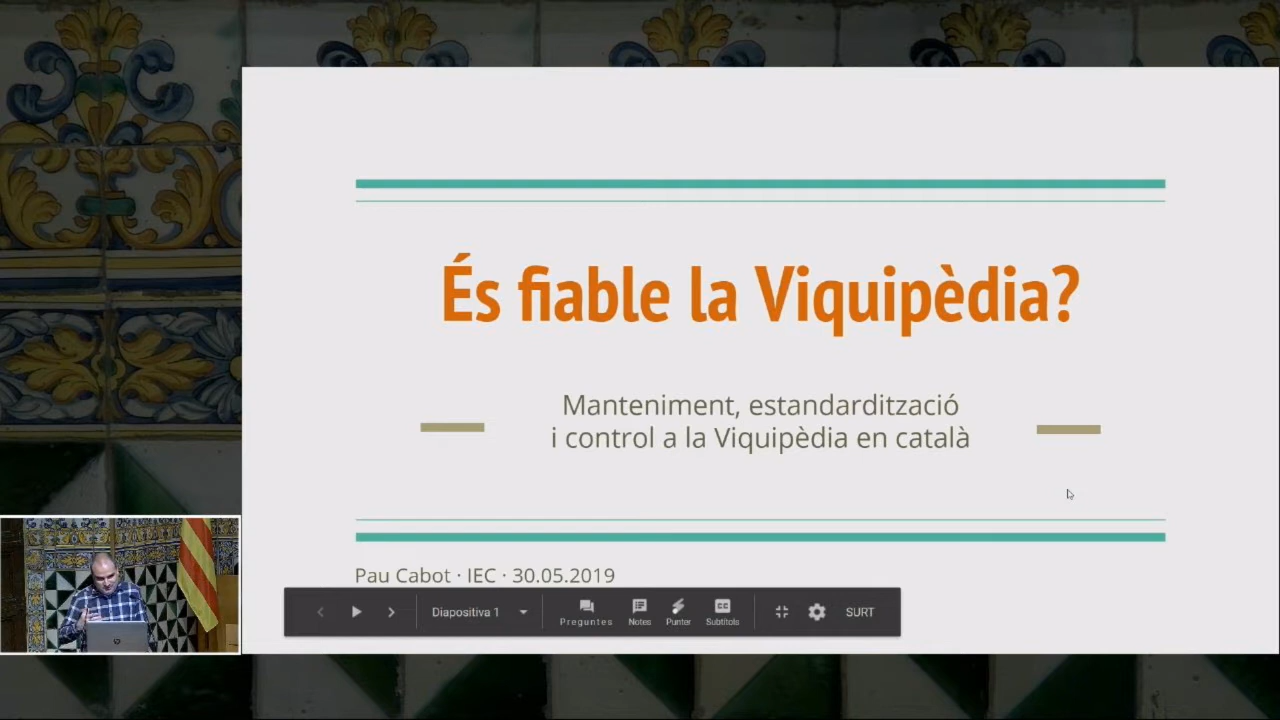 És fiable la Viquipèdia?
Manteniment, estandardització
i control a la Viquipèdia en català
Pau Cabot · IEC · 30.05.2019
Diapositiva 1
Preguntes
Notes
Punter
CC
Subtítols
SURT